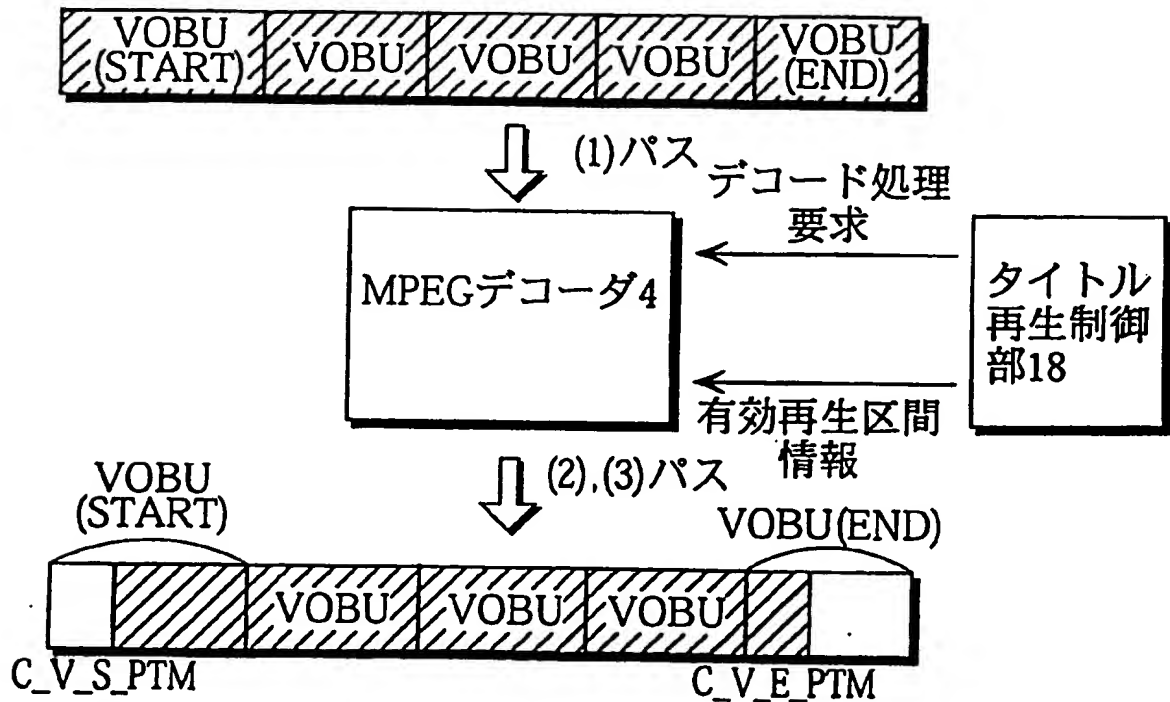 VOBU
(START)
VOBU
VOBU
VOBU
VOBU
(END)
(1)パス
デコード処理
要求
MPEGデコーダ4
タイトル
再生制御
部18
有効再生区間
情報
(2),(3)パス
VOBU
(START)
VOBU(END)
VOBU
VOBU
VOBU
C_V_S_PTM
C_V_E_PTM